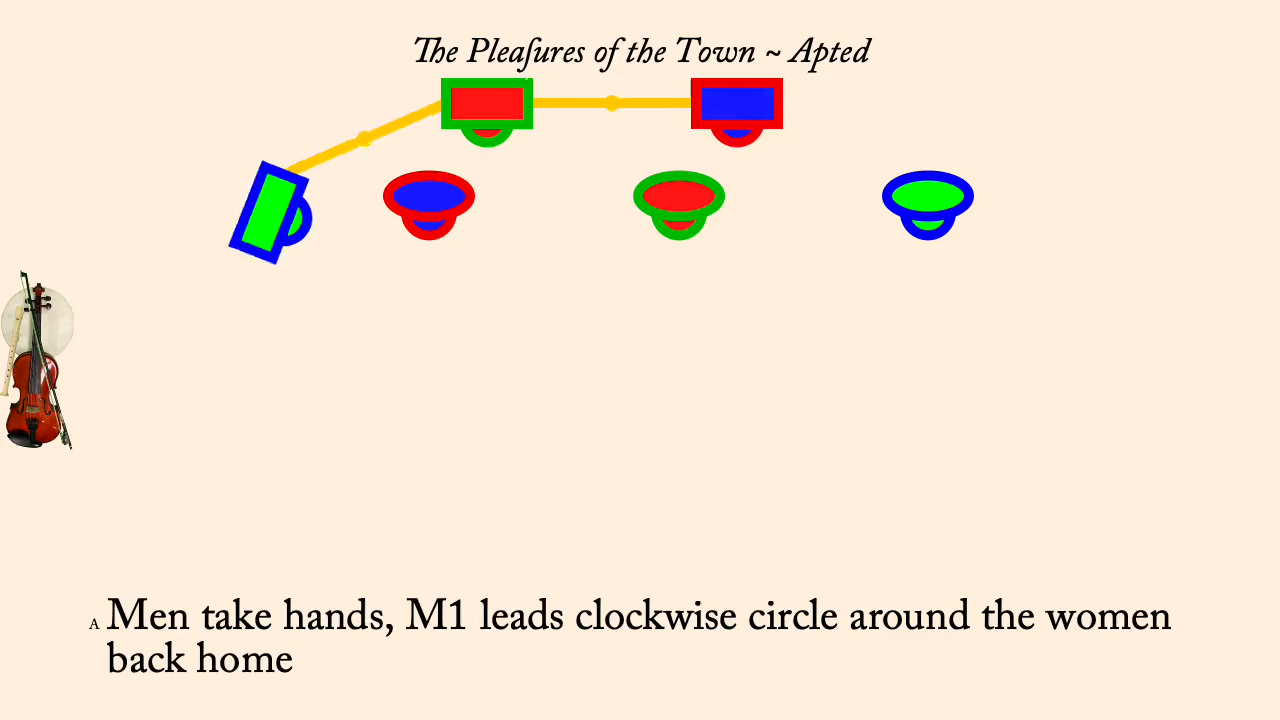 The Pleaſures of the Town ~ Apted
A Men take hands, M1 leads clockwise circle around the women
back home